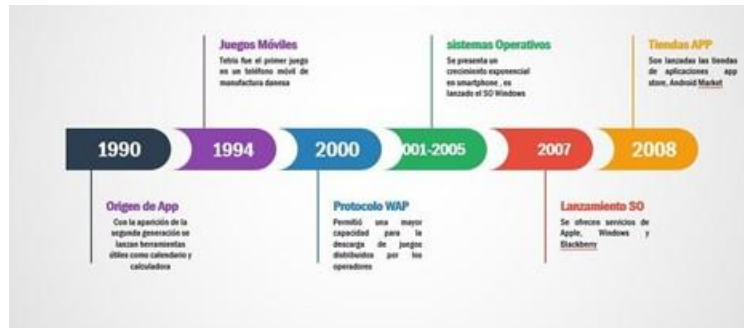 Juegos Móviles
Tetris fue el primer juego
en un teléfono móvil de
manufactura danesa
sistemas Operativos
Se presenta un
crecimiento exponencial
en smartphone , es
lanzado el SO Windows
Tiendas APP
Son lanzadas las tiendas
de aplicaciones app
store, Android Market
1990
1994
2000
001-2005
2007
2008
Origen de App
Con la aparición de la
segunda generación se
lanzan herramientas
útiles como calendario y
calculadora
Protocolo WAP
Permitió una mayor
capacidad para la
descarga de juegos
distribuidos por los
operadores
Lanzamiento SO
Se ofrecen servicios de
Apple, Windows y
Blackberry